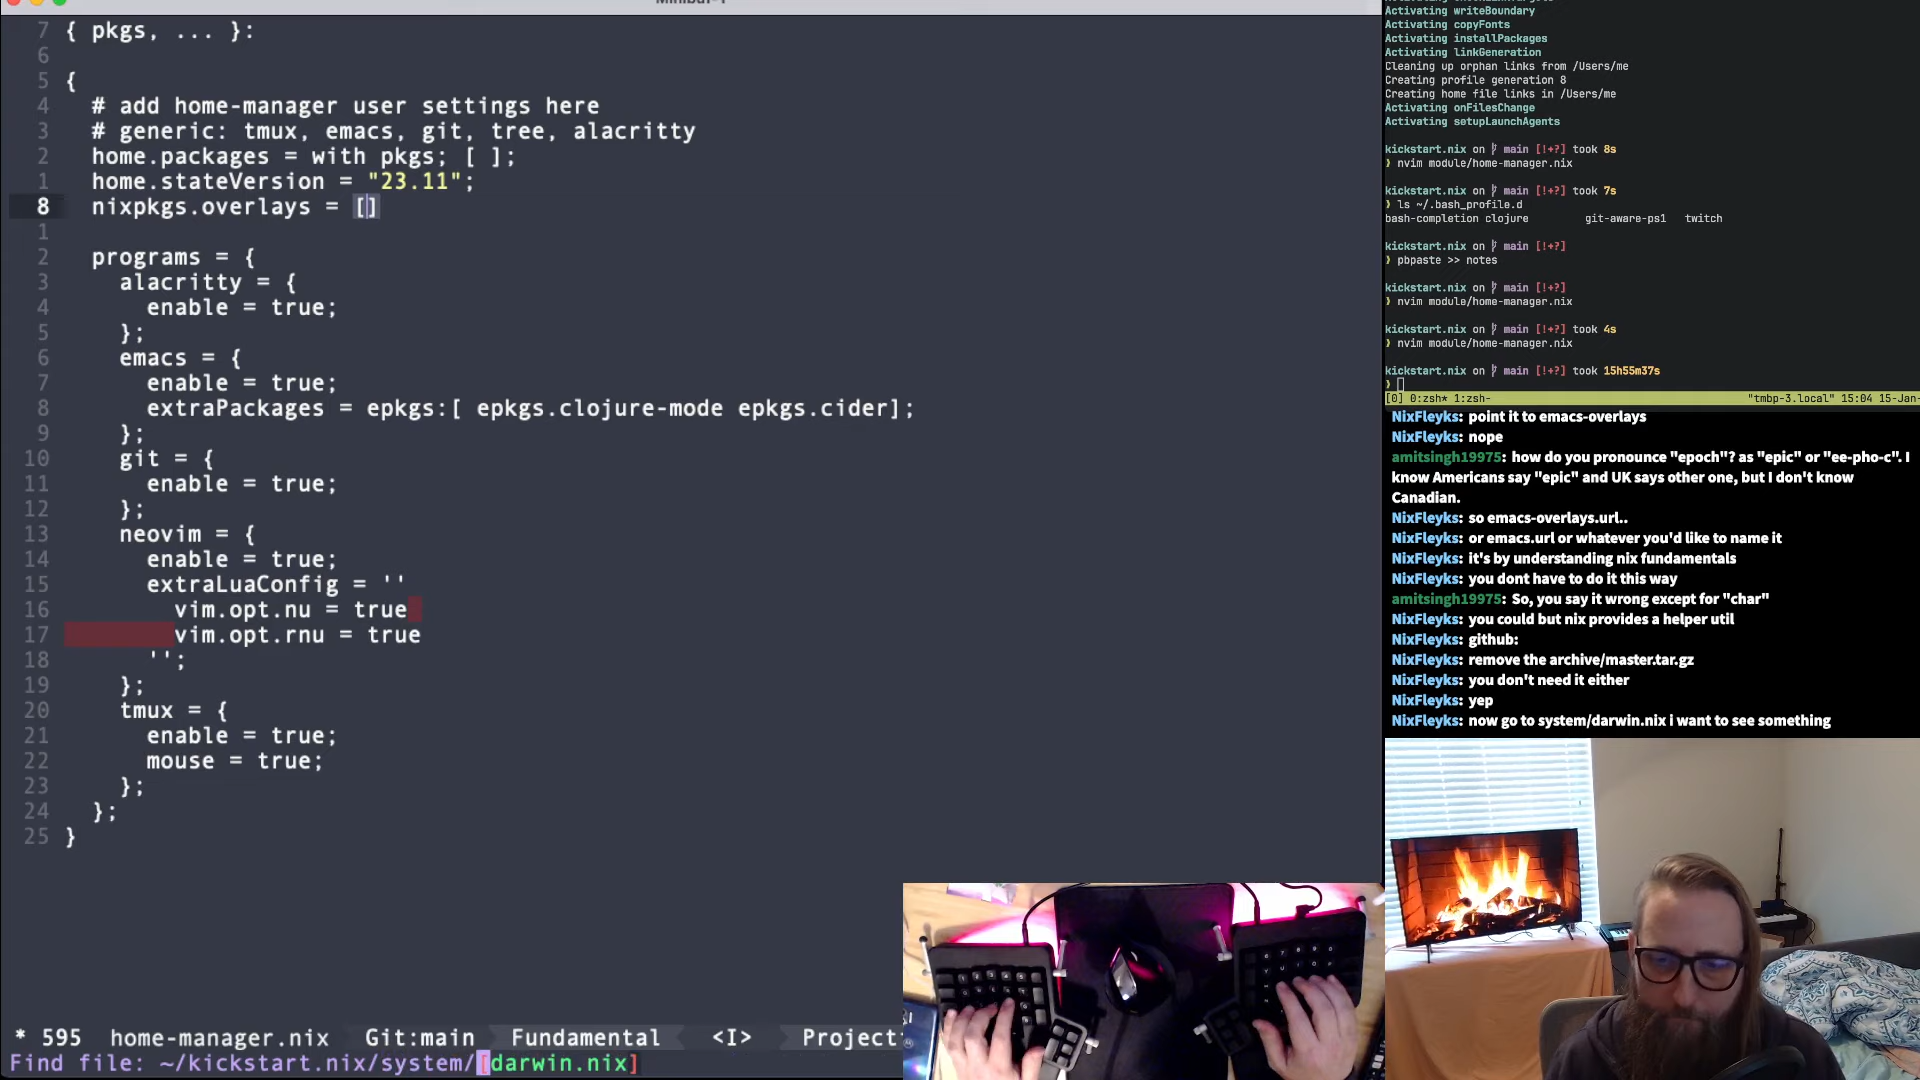 7 { pkgs, ... }:
6
5 {
4 # add home-manager user settings here
3 # generic: tmux, emacs, git, tree, alacritty
2 home.packages = with pkgs; [ ];
1 home.stateVersion = "23.11";
8 nixpkgs.overlays = []
1
2 programs = {
3 alacritty = {
4 enable = true;
5 };
6 emacs = {
7 enable = true;
8 extraPackages = epkgs:[ epkgs.clojure-mode epkgs.cider];
9 };
10 git = {
11 enable = true;
12 };
13 neovim = {
14 enable = true;
15 extraLuaConfig = ''
16 vim.opt.nu = true
17 vim.opt.rnu = true
18 '';
19 };
20 tmux = {
21 enable = true;
22 mouse = true;
23 };
24 };
25 }
* 595 home-manager.nix Git:main Fundamental <I> Project:
Find file: ~/kickstart.nix/system/[darwin.nix]
Activating writeBoundary
Activating copyFonts
Activating installPackages
Activating linkGeneration
Cleaning up orphan links from /Users/me
Creating profile generation 8
Creating home file links in /Users/me
Activating onFilesChange
Activating setupLaunchAgents
kickstart.nix on main [!+?] took 8s
❯ nvim module/home-manager.nix
kickstart.nix on main [!+?] took 7s
❯ ls ~/.bash_profile.d
bash-completion clojure git-aware-ps1 twitch
kickstart.nix on main [!+?]
❯ pbpaste >> notes
kickstart.nix on main [!+?]
❯ nvim module/home-manager.nix
kickstart.nix on main [!+?] took 4s
❯ nvim module/home-manager.nix
kickstart.nix on main [!+?] took 15h55m37s
❯
[0] 0:zsh* 1:zsh- "tmbp-3.local" 15:04 15-Jan-
NixFleyks: point it to emacs-overlays
NixFleyks: nope
amitsingh19975: how do you pronounce "epoch"? as "epic" or "ee-pho-c". I
know Americans say "epic" and UK says other one, but I don't know
Canadian.
NixFleyks: so emacs-overlays.url..
NixFleyks: or emacs.url or whatever you'd like to name it
NixFleyks: it's by understanding nix fundamentals
NixFleyks: you dont have to do it this way
amitsingh19975: So, you say it wrong except for "char"
NixFleyks: you could but nix provides a helper util
NixFleyks: github:
NixFleyks: remove the archive/master.tar.gz
NixFleyks: you don't need it either
NixFleyks: yep
NixFleyks: now go to system/darwin.nix i want to see something